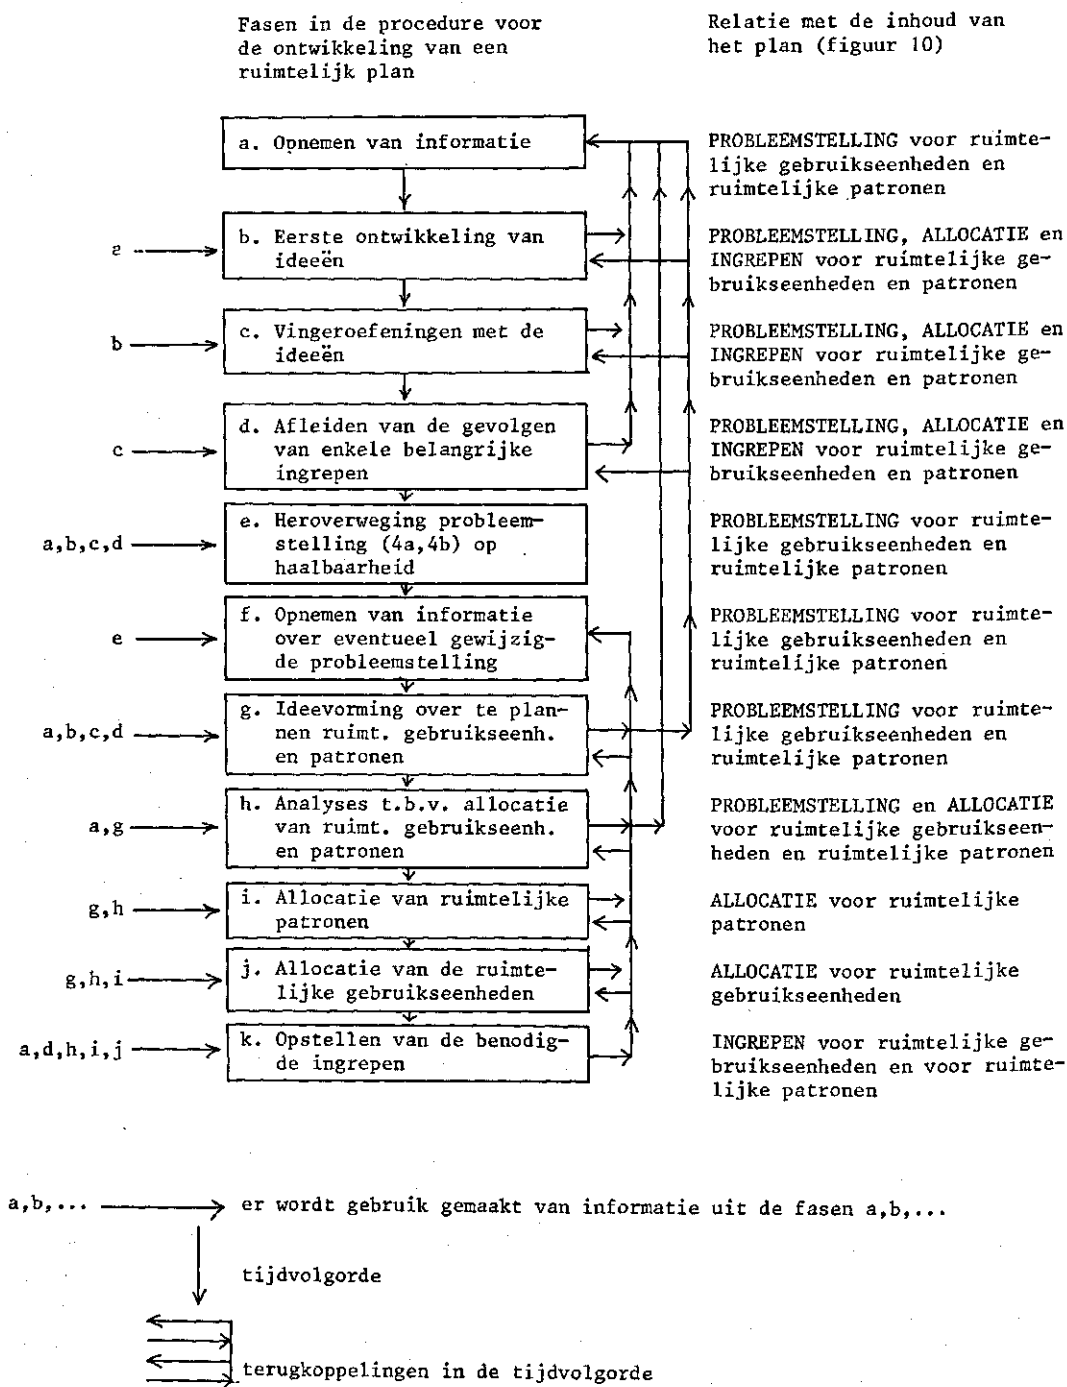 Fasen in de procedure voor
de ontwikkeling van een
ruimtelijk plan
Relatie met de inhoud van
het plan (figuur 10)
a. Opnemen van informatie
PROBLEEMSTELLING voor ruimte-
lijke gebruikseenheden en
ruimtelijke patronen
a
b. Eerste ontwikkeling van
ideeën
PROBLEEMSTELLING, ALLOCATIE en
INGREPEN voor ruimtelijke ge-
bruikseenheden en patronen
b
c. Vingeroefeningen met de
ideeën
PROBLEEMSTELLING, ALLOCATIE en
INGREPEN voor ruimtelijke ge-
bruikseenheden en patronen
c
d. Afleiden van de gevolgen
van enkele belangrijke
ingrepen
PROBLEEMSTELLING, ALLOCATIE en
INGREPEN voor ruimtelijke ge-
bruikseenheden en patronen
a,b,c,d
e. Heroverweging probleem-
stelling (4a,4b) op
haalbaarheid
PROBLEEMSTELLING voor ruimte-
lijke gebruikseenheden en
ruimtelijke patronen
e
f. Opnemen van informatie
over eventueel gewijzig-
de probleemstelling
PROBLEEMSTELLING voor ruimte-
lijke gebruikseenheden en
ruimtelijke patronen
a,b,c,d
g. Ideevorming over te plan-
nen ruimt. gebruikseenh.
en patronen
PROBLEEMSTELLING voor ruimte-
lijke gebruikseenheden en
ruimtelijke patronen
a,g
h. Analyses t.b.v. allocatie
van ruimt. gebruikseenh.
en patronen
PROBLEEMSTELLING en ALLOCATIE
voor ruimtelijke gebruikseen-
heden en ruimtelijke patronen
g,h
i. Allocatie van ruimtelijke
patronen
ALLOCATIE voor ruimtelijke
patronen
g,h,i
j. Allocatie van de ruimte-
lijke gebruikseenheden
ALLOCATIE voor ruimtelijke
gebruikseenheden
a,d,h,i,j
k. Opstellen van de benodig-
de ingrepen
INGREPEN voor ruimtelijke ge-
bruikseenheden en voor ruimte-
lijke patronen
a,b,... er wordt gebruik gemaakt van informatie uit de fasen a,b,...
tijdvolgorde
terugkoppelingen in de tijdvolgorde